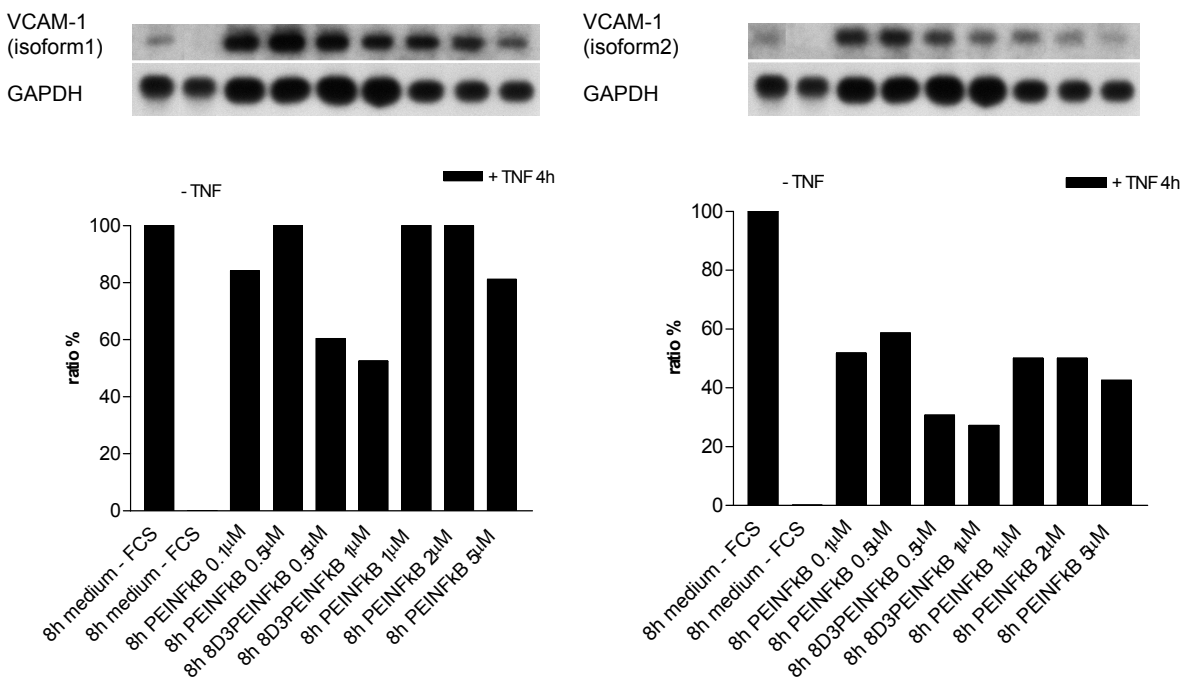 VCAM-1
(isoform1)
GAPDH
- TNF
+ TNF 4h
100
80
60
40
20
0
ratio %
8h medium - FCS
8h medium - FCS
8h PEINFkB 0.1µM
8h PEINFkB 0.5µM
8h 8D3PEINFkB 0.5µM
8h 8D3PEINFkB 1µM
8h PEINFkB 1µM
8h PEINFkB 2µM
8h PEINFkB 5µM
VCAM-1
(isoform2)
GAPDH
- TNF
+ TNF 4h
100
80
60
40
20
0
ratio %
8h medium - FCS
8h medium - FCS
8h PEINFkB 0.1µM
8h PEINFkB 0.5µM
8h 8D3PEINFkB 0.5µM
8h 8D3PEINFkB 1µM
8h PEINFkB 1µM
8h PEINFkB 2µM
8h PEINFkB 5µM